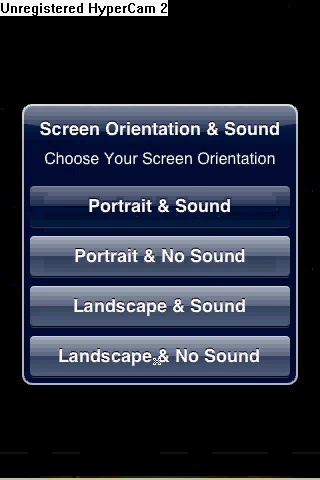 Unregistered HyperCam 2
Screen Orientation & Sound
Choose Your Screen Orientation
Portrait & Sound
Portrait & No Sound
Landscape & Sound
Landscape & No Sound